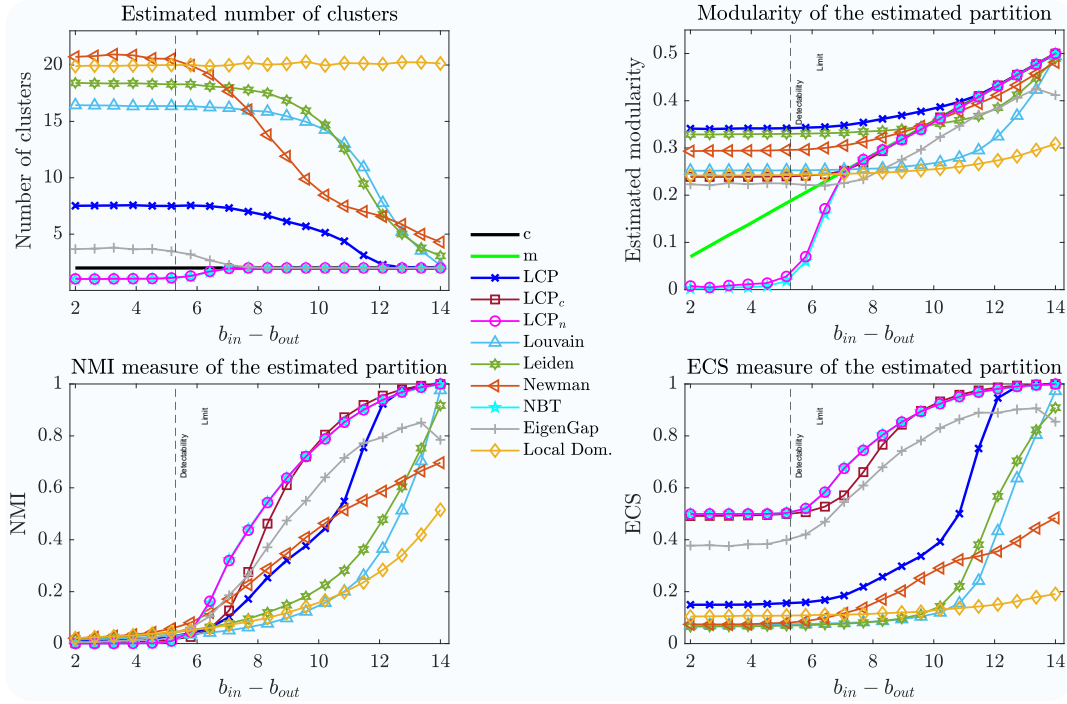 Estimated number of clusters
Number of clusters
20
15
10
5
2 4 6 8 10 12 14
b_in − b_out
Modularity of the estimated partition
Estimated modularity
0.5
0.4
0.3
0.2
0.1
0
Detectability
Limit
2 4 6 8 10 12 14
b_in − b_out
c
m
LCP
LCP_c
LCP_n
Louvain
Leiden
Newman
NBT
EigenGap
Local Dom.
NMI measure of the estimated partition
NMI
1
0.8
0.6
0.4
0.2
0
Detectability
Limit
2 4 6 8 10 12 14
b_in − b_out
ECS measure of the estimated partition
ECS
1
0.8
0.6
0.4
0.2
0
Detectability
Limit
2 4 6 8 10 12 14
b_in − b_out